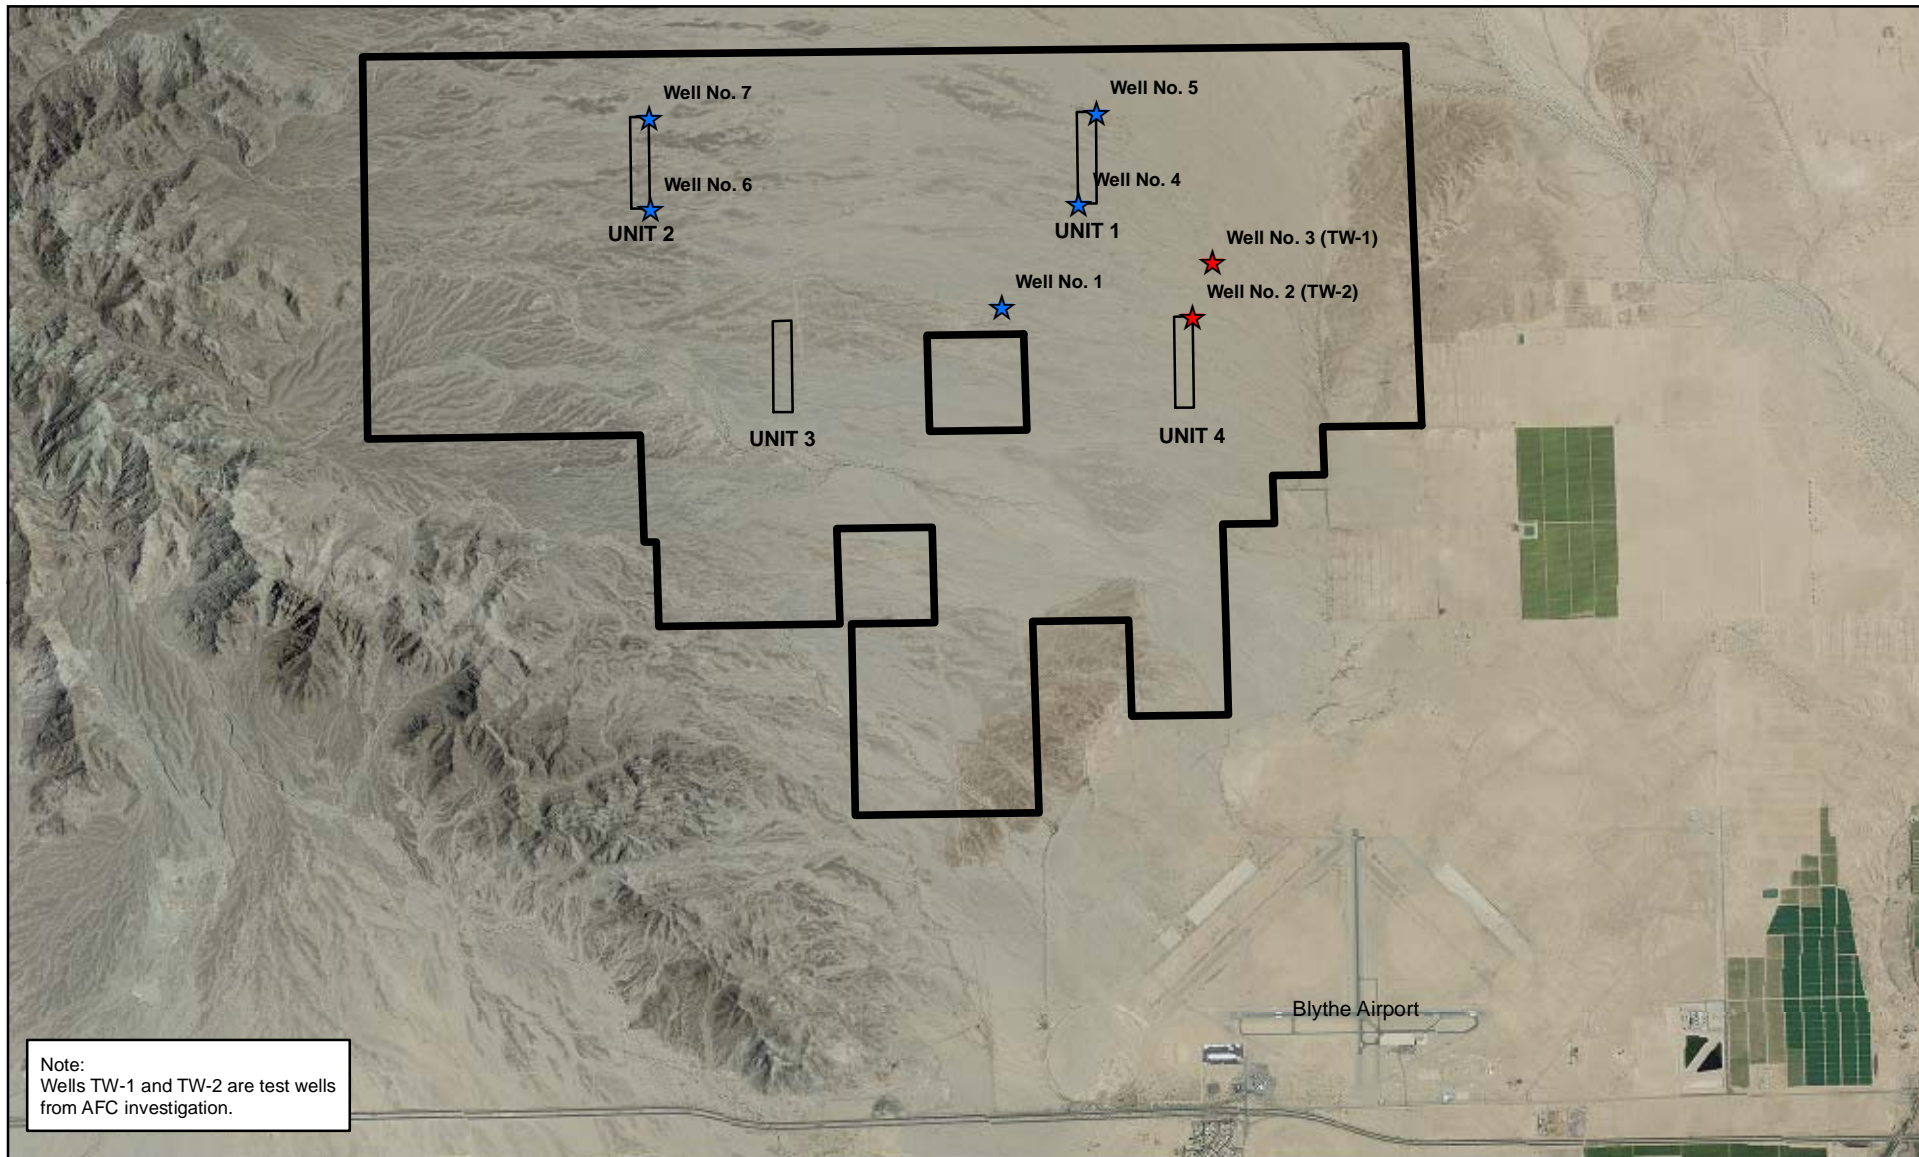 Well No. 7
Well No. 5
Well No. 6
Well No. 4
UNIT 2
UNIT 1
Well No. 3 (TW-1)
Well No. 1
Well No. 2 (TW-2)
UNIT 3
UNIT 4
Blythe Airport
Note:
Wells TW-1 and TW-2 are test wells
from AFC investigation.